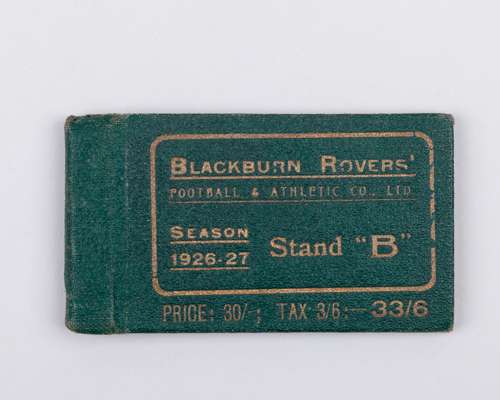 BLACKBURN ROVERS'
FOOTBALL & ATHLETIC CO., LTD
SEASON
1926-27
Stand "B"
PRICE: 30/-; TAX 3/6:—33/6